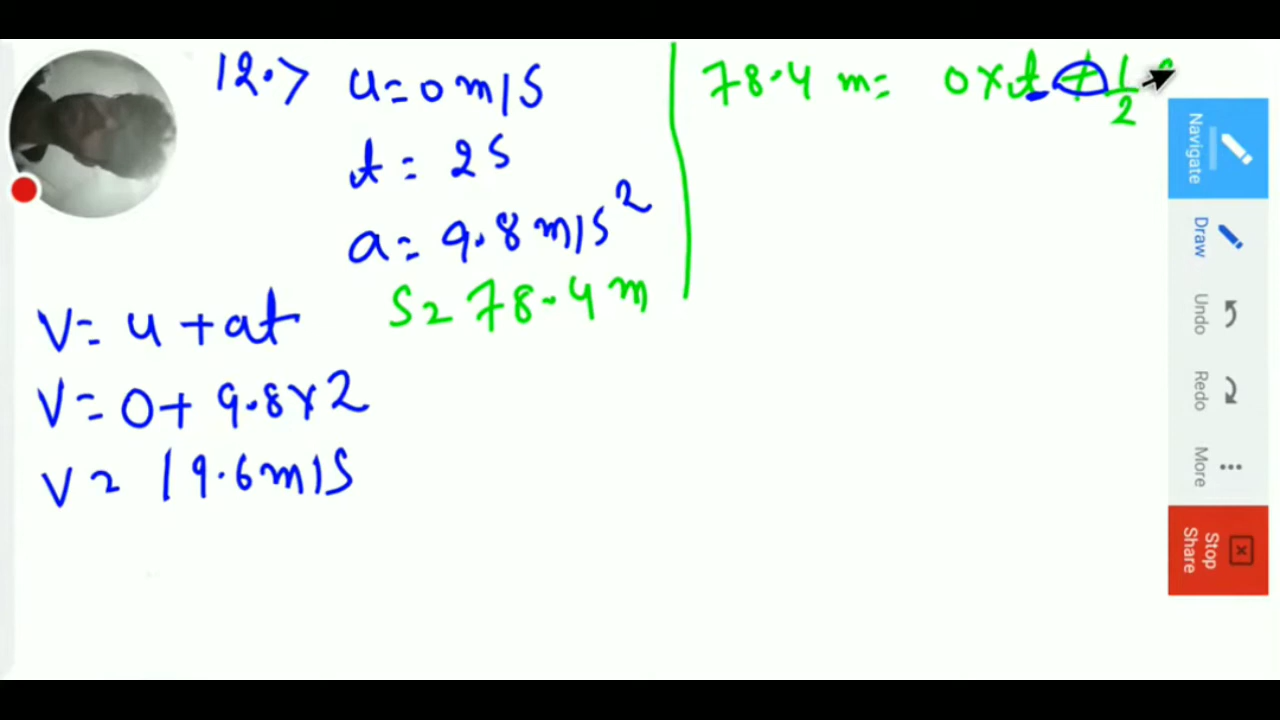 12.> u= 0 m/s
t = 2s
a = 9.8 m/s²
s = 78.4 m
v = u + at
v = 0 + 9.8 x 2
v = 19.6 m/s
78.4 m = 0 x t + 1/2
Navigate
Draw
Undo
Redo
More
Stop
Share